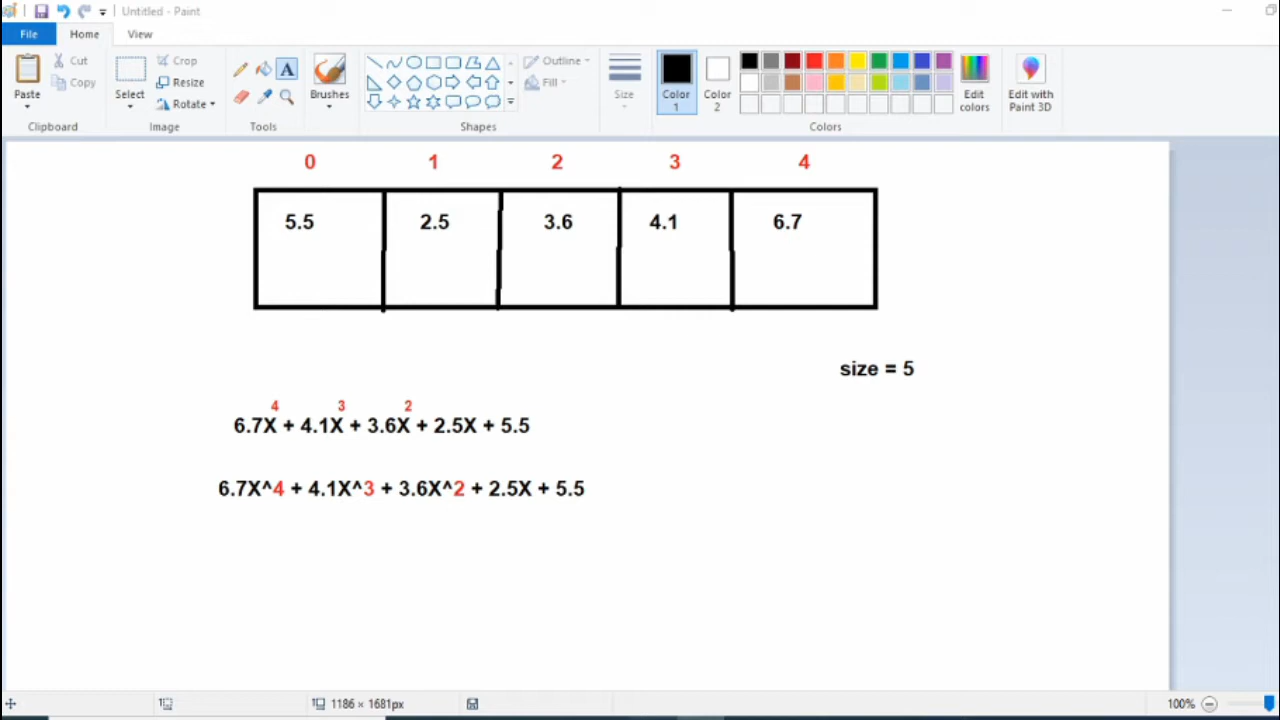 Untitled - Paint
File Home View
Paste Cut Copy Select Crop Resize Rotate Brushes Outline Fill Size Color 1 Color 2 Edit colors Edit with Paint 3D
Clipboard Image Tools Shapes Colors
0 1 2 3 4
5.5 2.5 3.6 4.1 6.7
size = 5
4 3 2
6.7X + 4.1X + 3.6X + 2.5X + 5.5
6.7X^4 + 4.1X^3 + 3.6X^2 + 2.5X + 5.5
1186 × 1681px 100%